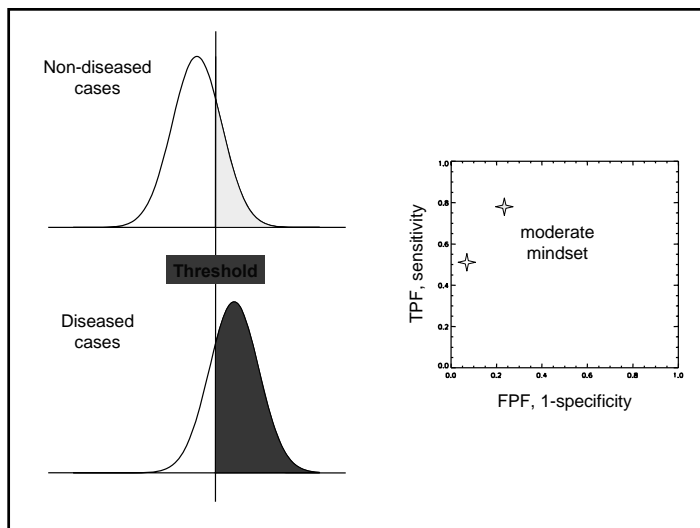 Non-diseased
cases
Threshold
Diseased
cases
TPF, sensitivity
1.0
0.8
0.6
0.4
0.2
0.0
moderate
mindset
0.0 0.2 0.4 0.6 0.8 1.0
FPF, 1-specificity